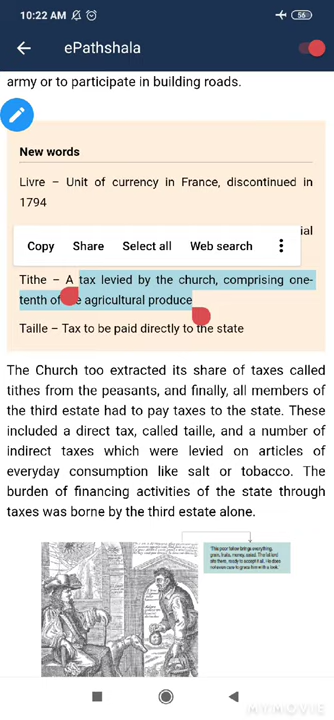 10:22 AM
56
ePathshala
army or to participate in building roads.
New words
Livre – Unit of currency in France, discontinued in
1794
ial
Copy Share Select all Web search
Tithe – A tax levied by the church, comprising one-
tenth of the agricultural produce
Taille – Tax to be paid directly to the state
The Church too extracted its share of taxes called
tithes from the peasants, and finally, all members of
the third estate had to pay taxes to the state. These
included a direct tax, called taille, and a number of
indirect taxes which were levied on articles of
everyday consumption like salt or tobacco. The
burden of financing activities of the state through
taxes was borne by the third estate alone.
'This poor fellow brings everything,
grain, fruits, money, salad. The fat lord
sits there, ready to accept it all. He does
not even care to grace him with a look.'
MYMOVIE